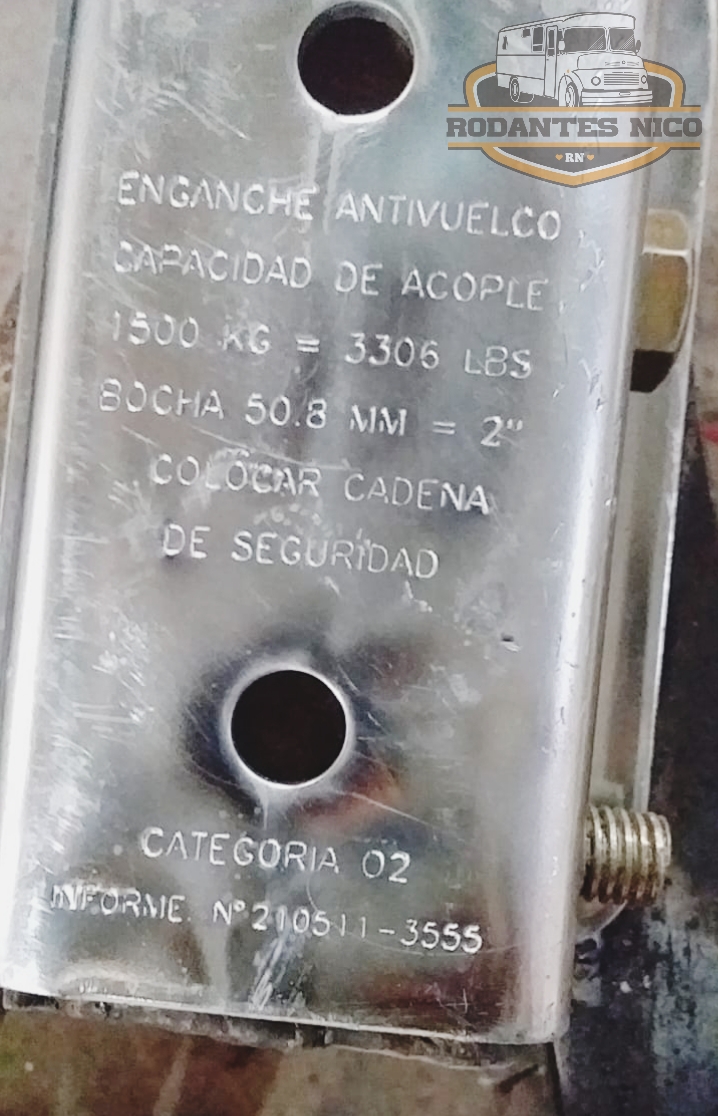 RODANTES NICO
RN
ENGANCHE ANTIVUELCO
CAPACIDAD DE ACOPLE
1500 KG = 3306 LBS
BOCHA 50.8 MM = 2"
COLOCAR CADENA
DE SEGURIDAD
CATEGORIA O2
INFORME. N° 210511-3555